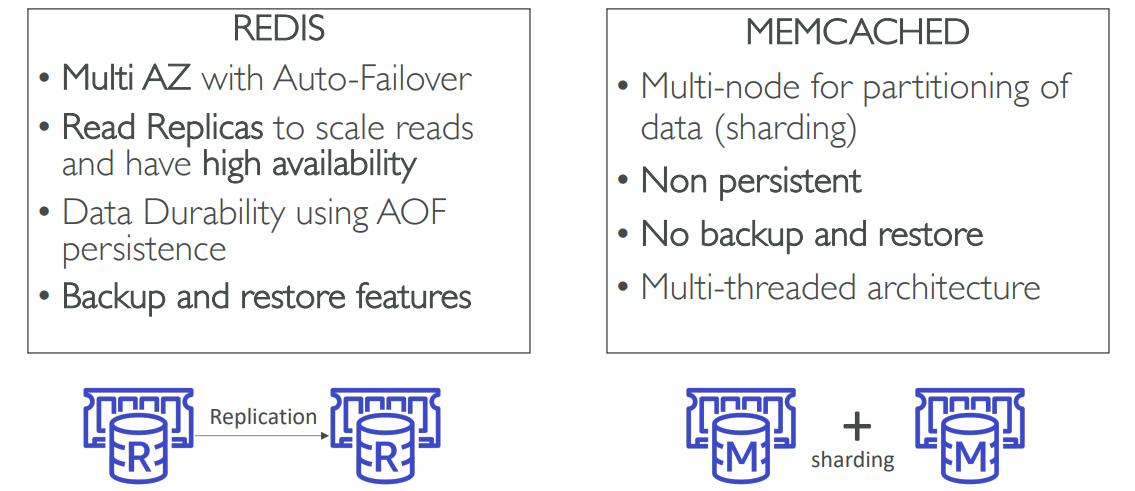 REDIS
• Multi AZ with Auto-Failover
• Read Replicas to scale reads
and have high availability
• Data Durability using AOF
persistence
• Backup and restore features
MEMCACHED
• Multi-node for partitioning of
data (sharding)
• Non persistent
• No backup and restore
• Multi-threaded architecture
R
Replication
R
M
+
sharding
M